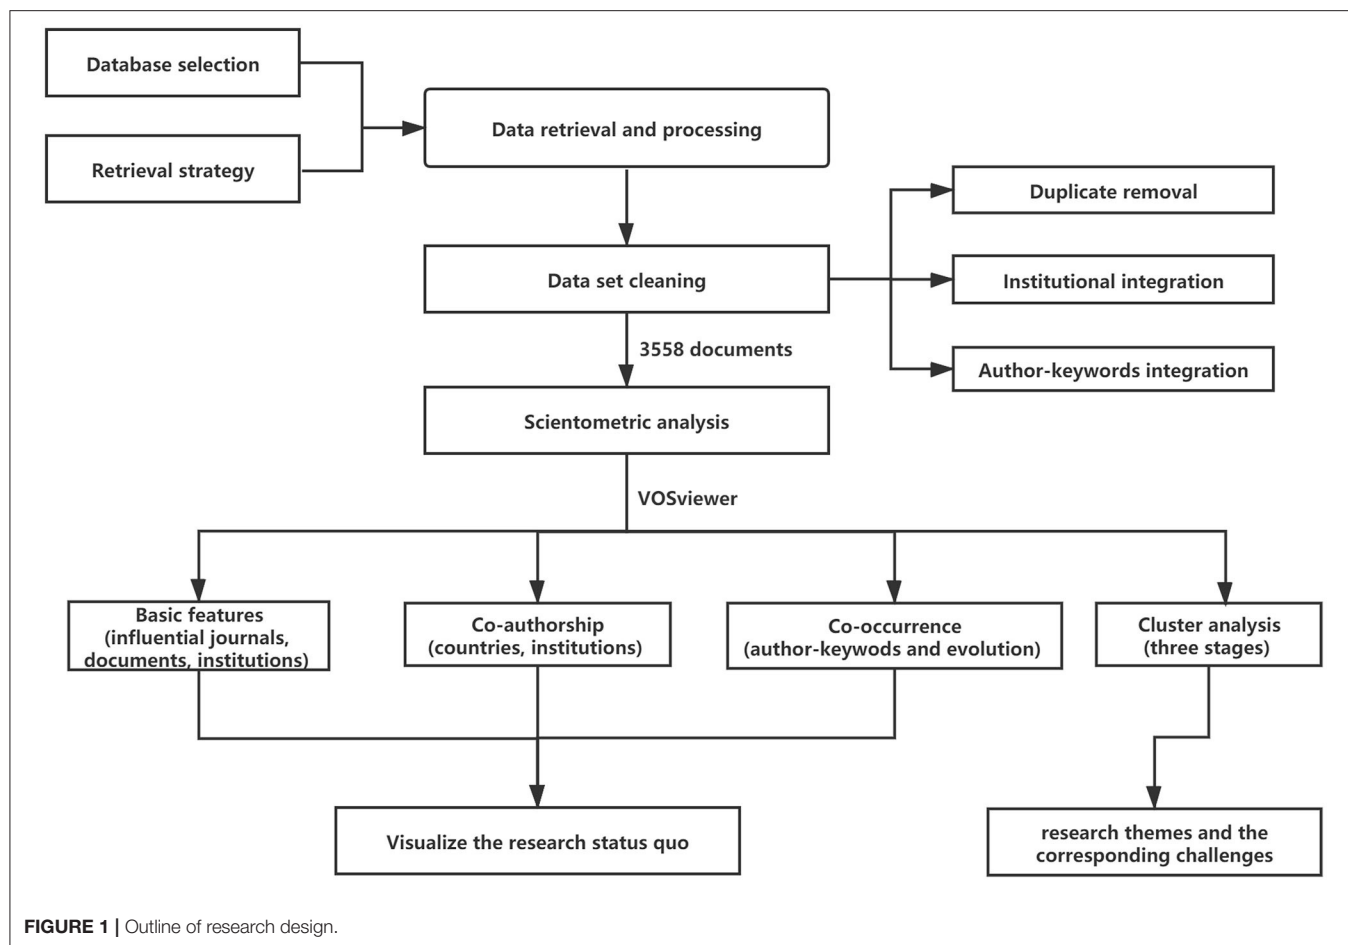 Database selection
Retrieval strategy
Data retrieval and processing
Data set cleaning
Duplicate removal
Institutional integration
Author-keywords integration
3558 documents
Scientometric analysis
VOSviewer
Basic features
(influential journals,
documents, institutions)
Co-authorship
(countries, institutions)
Co-occurrence
(author-keywods and evolution)
Cluster analysis
(three stages)
Visualize the research status quo
research themes and the
corresponding challenges
FIGURE 1 | Outline of research design.